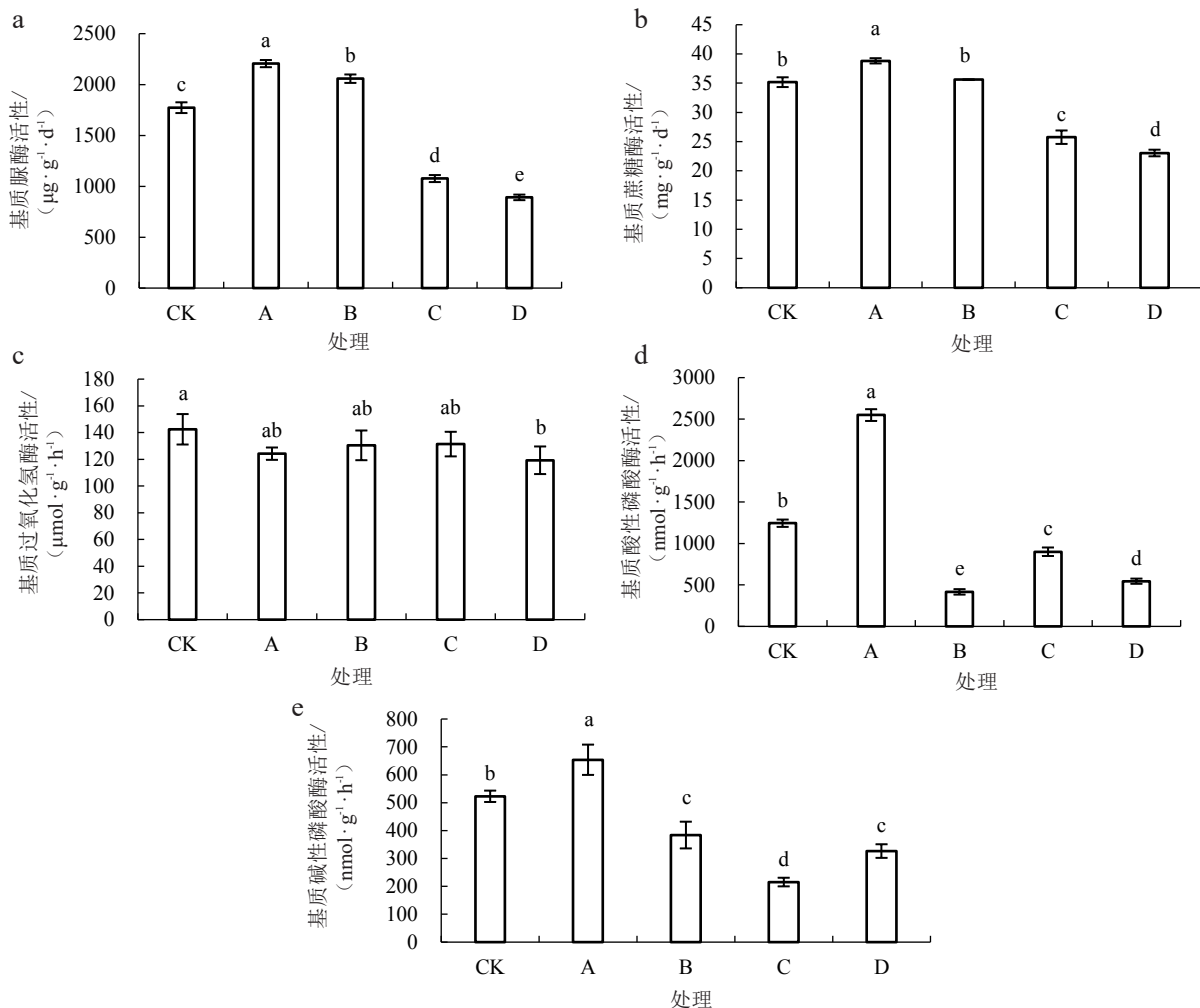 a
基质脲酶活性/
（μg·g⁻¹·d⁻¹）
2500
2000
1500
1000
500
0
c
a
b
d
e
CK A B C D
处理
b
基质蔗糖酶活性/
（mg·g⁻¹·d⁻¹）
45
40
35
30
25
20
15
10
5
0
b
a
b
c
d
CK A B C D
处理
c
基质过氧化氢酶活性/
（μmol·g⁻¹·h⁻¹）
180
160
140
120
100
80
60
40
20
0
a
ab
ab
ab
b
CK A B C D
处理
d
基质酸性磷酸酶活性/
（nmol·g⁻¹·h⁻¹）
3000
2500
2000
1500
1000
500
0
b
a
e
c
d
CK A B C D
处理
e
基质碱性磷酸酶活性/
（nmol·g⁻¹·h⁻¹）
800
700
600
500
400
300
200
100
0
b
a
c
d
c
CK A B C D
处理